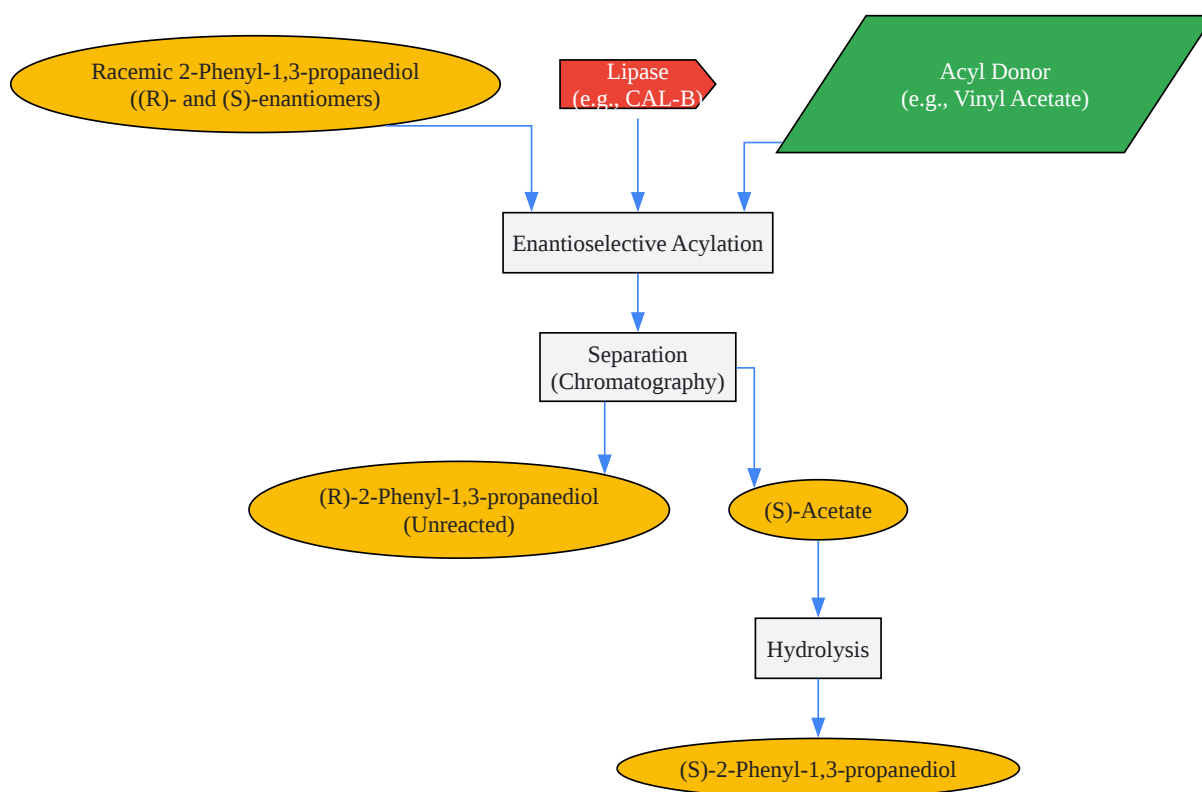 Racemic 2-Phenyl-1,3-propanediol
((R)- and (S)-enantiomers)
Lipase
(e.g., CAL-B)
Acyl Donor
(e.g., Vinyl Acetate)
Enantioselective Acylation
Separation
(Chromatography)
(R)-2-Phenyl-1,3-propanediol
(Unreacted)
(S)-Acetate
Hydrolysis
(S)-2-Phenyl-1,3-propanediol